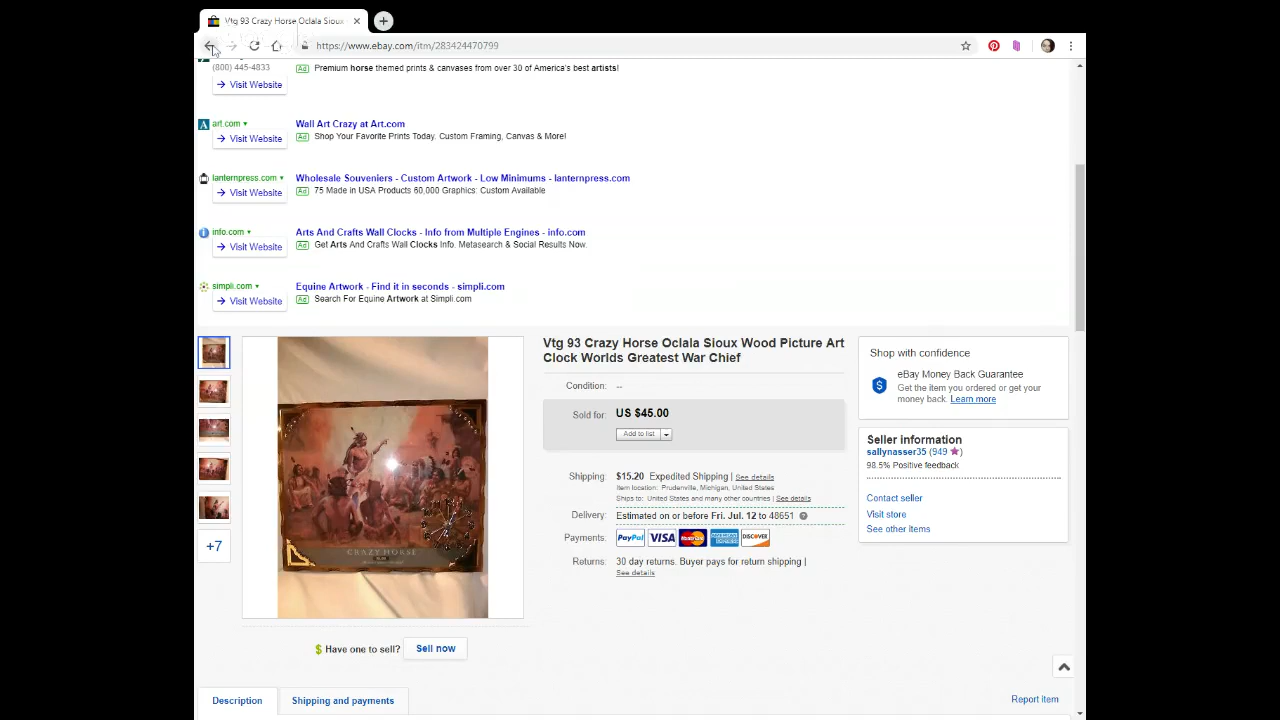 Vtg 93 Crazy Horse Oclala Sioux
https://www.ebay.com/itm/283424470799
(800) 445-4833
Ad Premium horse themed prints & canvases from over 30 of America's best artists!
→ Visit Website
art.com
Wall Art Crazy at Art.com
Ad Shop Your Favorite Prints Today. Custom Framing, Canvas & More!
→ Visit Website
lanternpress.com
Wholesale Souveniers - Custom Artwork - Low Minimums - lanternpress.com
Ad 75 Made in USA Products 60,000 Graphics: Custom Available
→ Visit Website
info.com
Arts And Crafts Wall Clocks - Info from Multiple Engines - info.com
Ad Get Arts And Crafts Wall Clocks Info. Metasearch & Social Results Now.
→ Visit Website
simpli.com
Equine Artwork - Find it in seconds - simpli.com
Ad Search For Equine Artwork at Simpli.com
→ Visit Website
+7
CRAZY HORSE
$ Have one to sell? Sell now
Vtg 93 Crazy Horse Oclala Sioux Wood Picture Art
Clock Worlds Greatest War Chief
Condition: --
Sold for: US $45.00
Add to list
Shipping: $15.20 Expedited Shipping | See details
Item location: Prudenville, Michigan, United States
Ships to: United States and many other countries | See details
Delivery: Estimated on or before Fri. Jul. 12 to 48651
Payments: PayPal VISA MasterCard AMERICAN EXPRESS DISCOVER
Returns: 30 day returns. Buyer pays for return shipping |
See details
Shop with confidence
eBay Money Back Guarantee
Get the item you ordered or get your
money back. Learn more
Seller information
sallynasser35 (949)
98.5% Positive feedback
Contact seller
Visit store
See other items
Description
Shipping and payments
Report item